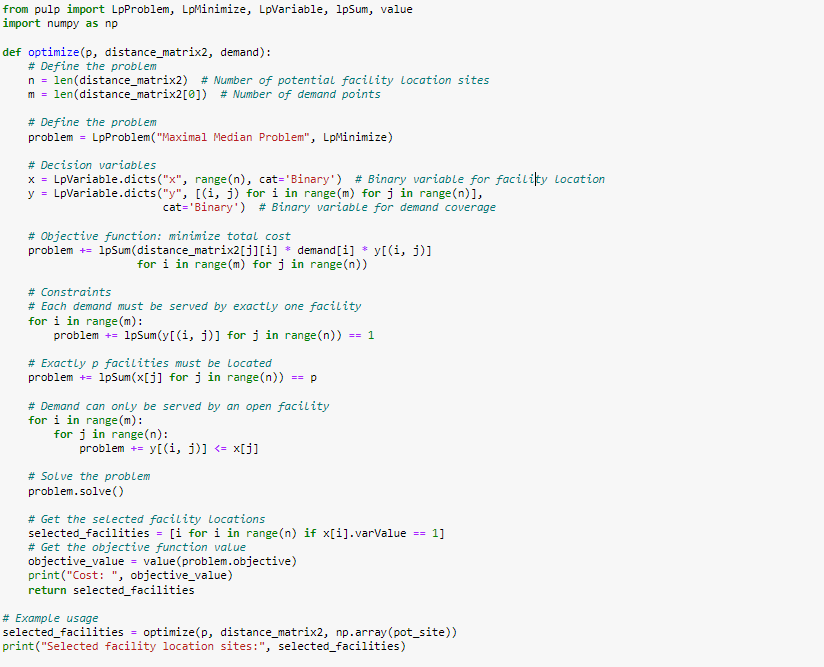 from pulp import LpProblem, LpMinimize, LpVariable, lpSum, value
import numpy as np

def optimize(p, distance_matrix2, demand):
    # Define the problem
    n = len(distance_matrix2)  # Number of potential facility location sites
    m = len(distance_matrix2[0])  # Number of demand points

    # Define the problem
    problem = LpProblem("Maximal Median Problem", LpMinimize)

    # Decision variables
    x = LpVariable.dicts("x", range(n), cat='Binary')  # Binary variable for facility location
    y = LpVariable.dicts("y", [(i, j) for i in range(m) for j in range(n)],
                         cat='Binary')  # Binary variable for demand coverage

    # Objective function: minimize total cost
    problem += lpSum(distance_matrix2[j][i] * demand[i] * y[(i, j)]
                     for i in range(m) for j in range(n))

    # Constraints
    # Each demand must be served by exactly one facility
    for i in range(m):
        problem += lpSum(y[(i, j)] for j in range(n)) == 1

    # Exactly p facilities must be located
    problem += lpSum(x[j] for j in range(n)) == p

    # Demand can only be served by an open facility
    for i in range(m):
        for j in range(n):
            problem += y[(i, j)] <= x[j]

    # Solve the problem
    problem.solve()

    # Get the selected facility locations
    selected_facilities = [i for i in range(n) if x[i].varValue == 1]
    # Get the objective function value
    objective_value = value(problem.objective)
    print("Cost: ", objective_value)
    return selected_facilities

# Example usage
selected_facilities = optimize(p, distance_matrix2, np.array(pot_site))
print("Selected facility location sites:", selected_facilities)